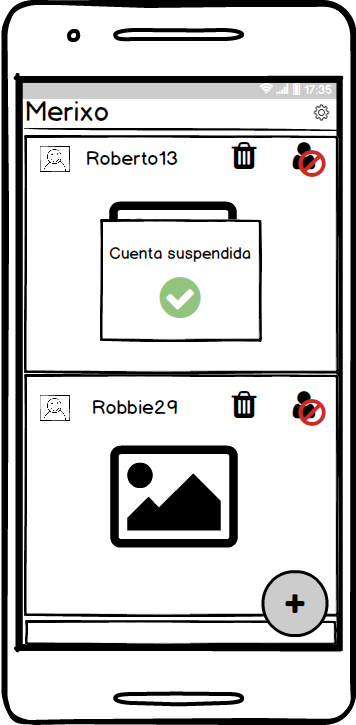 17:35
Merixo
Roberto13
Cuenta suspendida
Robbie29